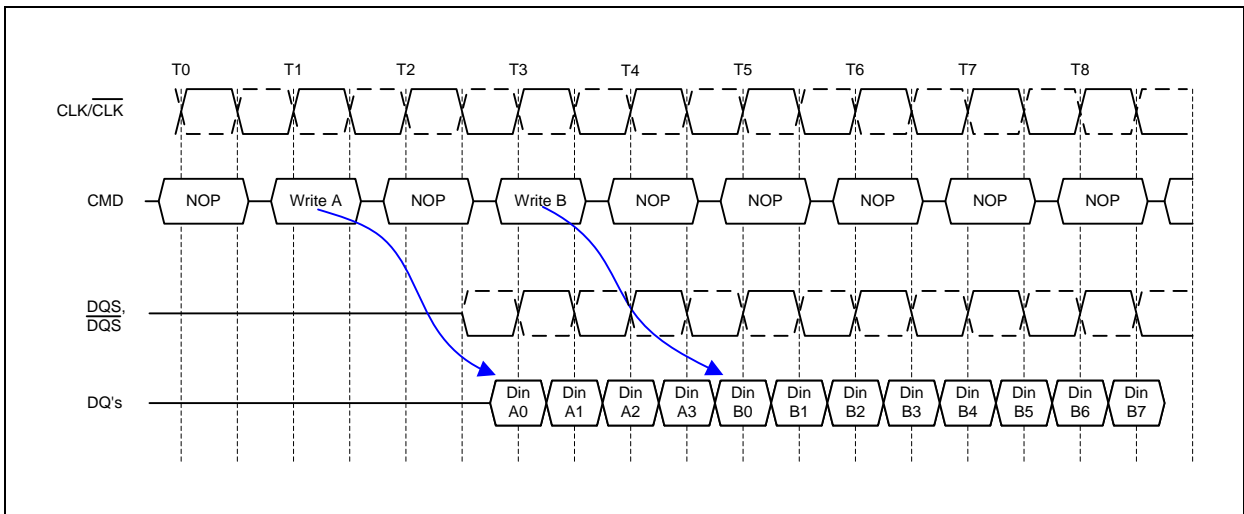 T0 T1 T2 T3 T4 T5 T6 T7 T8
CLK/C̅L̅K̅
CMD NOP Write A NOP Write B NOP NOP NOP NOP NOP
DQS,
D̅Q̅S̅
DQ's Din Din Din Din Din Din Din Din Din Din Din Din
A0 A1 A2 A3 B0 B1 B2 B3 B4 B5 B6 B7